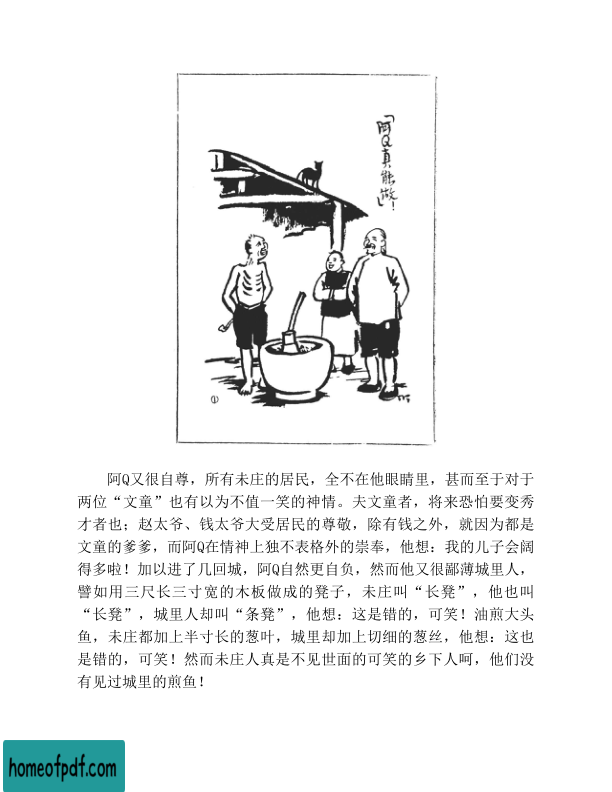 「阿Q真能做」!
①
TK
阿Q又很自尊，所有未庄的居民，全不在他眼睛里，甚而至于对于
两位“文童”也有以为不值一笑的神情。夫文童者，将来恐怕要变秀
才者也；赵太爷、钱太爷大受居民的尊敬，除有钱之外，就因为都是
文童的爹爹，而阿Q在精神上独不表格外的崇奉，他想：我的儿子会阔
得多啦！加以进了几回城，阿Q自然更自负，然而他又很鄙薄城里人，
譬如用三尺长三寸宽的木板做成的凳子，未庄叫“长凳”，他也叫
“长凳”，城里人却叫“条凳”，他想：这是错的，可笑！油煎大头
鱼，未庄都加上半寸长的葱叶，城里却加上切细的葱丝，他想：这也
是错的，可笑！然而未庄人真是不见世面的可笑的乡下人呵，他们没
有见过城里的煎鱼！
homeofpdf.com